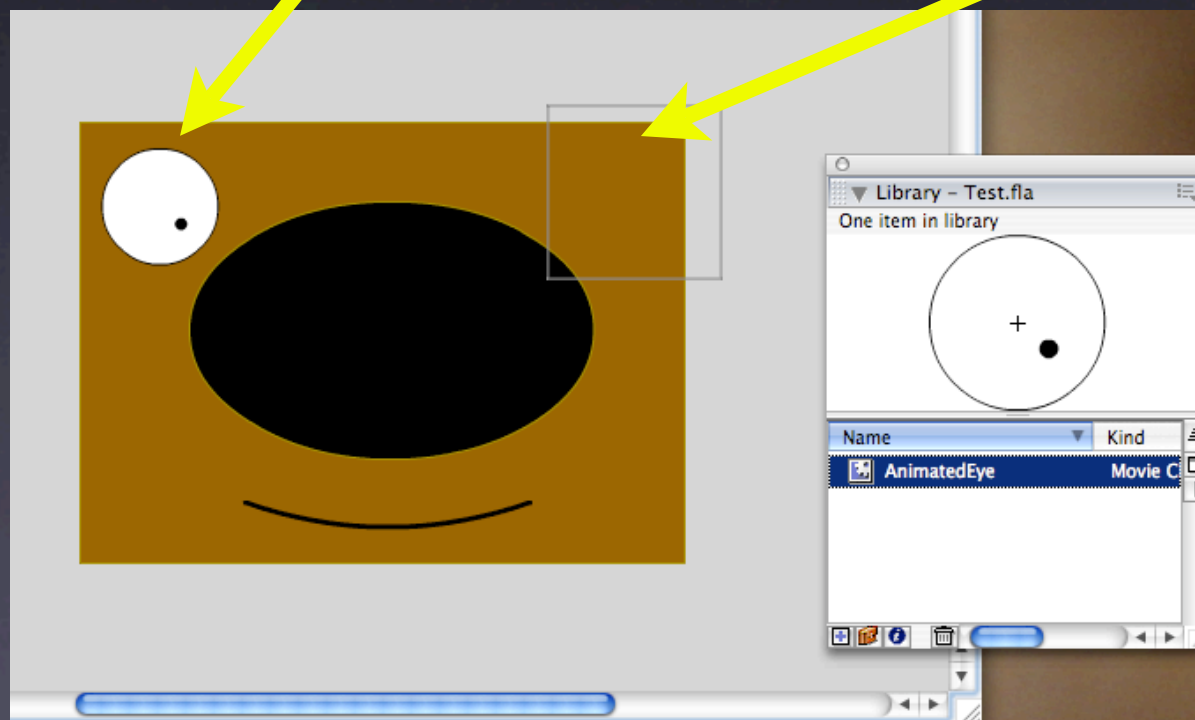 Library – Test.fla
One item in library
Name Kind
AnimatedEye Movie C